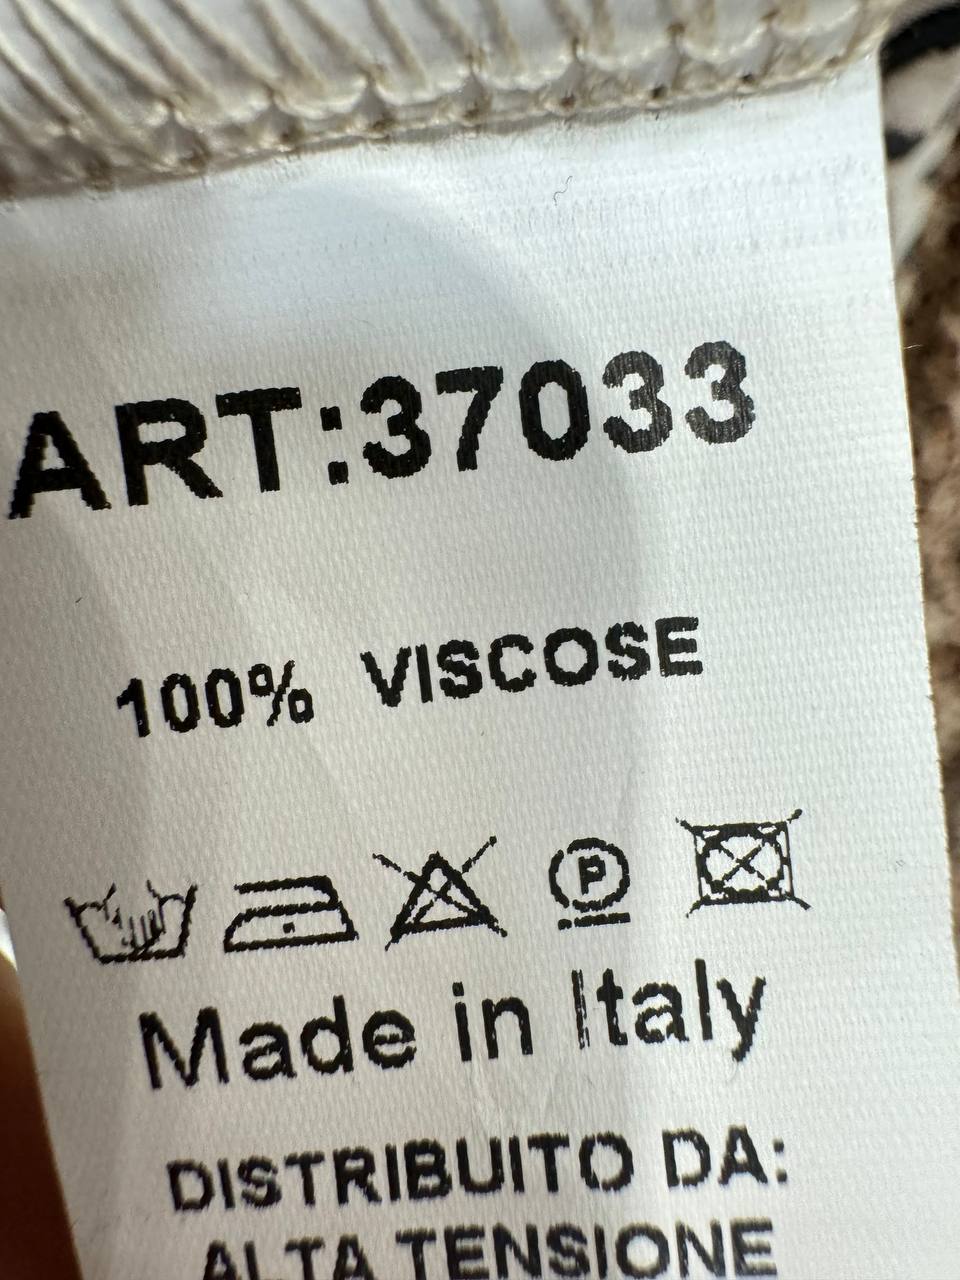 ART:37033
100% VISCOSE
P
Made in Italy
DISTRIBUITO DA:
ALTA TENSIONE